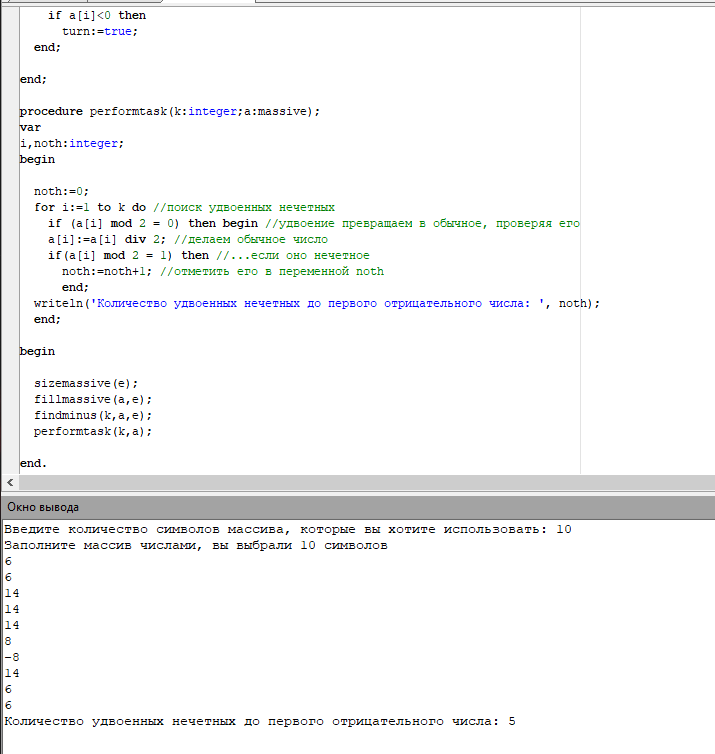 if a[i]<0 then
turn:=true;
end;
end;
procedure performtask(k:integer;a:massive);
var
i,noth:integer;
begin
noth:=0;
for i:=1 to k do //поиск удвоенных нечетных
if (a[i] mod 2 = 0) then begin //удвоение превращаем в обычное, проверяя его
a[i]:=a[i] div 2; //делаем обычное число
if(a[i] mod 2 = 1) then //...если оно нечетное
noth:=noth+1; //отметить его в переменной noth
end;
writeln('Количество удвоенных нечетных до первого отрицательного числа: ', noth);
end;
begin
sizemassive(e);
fillmassive(a,e);
findminus(k,a,e);
performtask(k,a);
end.
Окно вывода
Введите количество символов массива, которые вы хотите использовать: 10
Заполните массив числами, вы выбрали 10 символов
6
6
14
14
14
8
-8
14
6
6
Количество удвоенных нечетных до первого отрицательного числа: 5